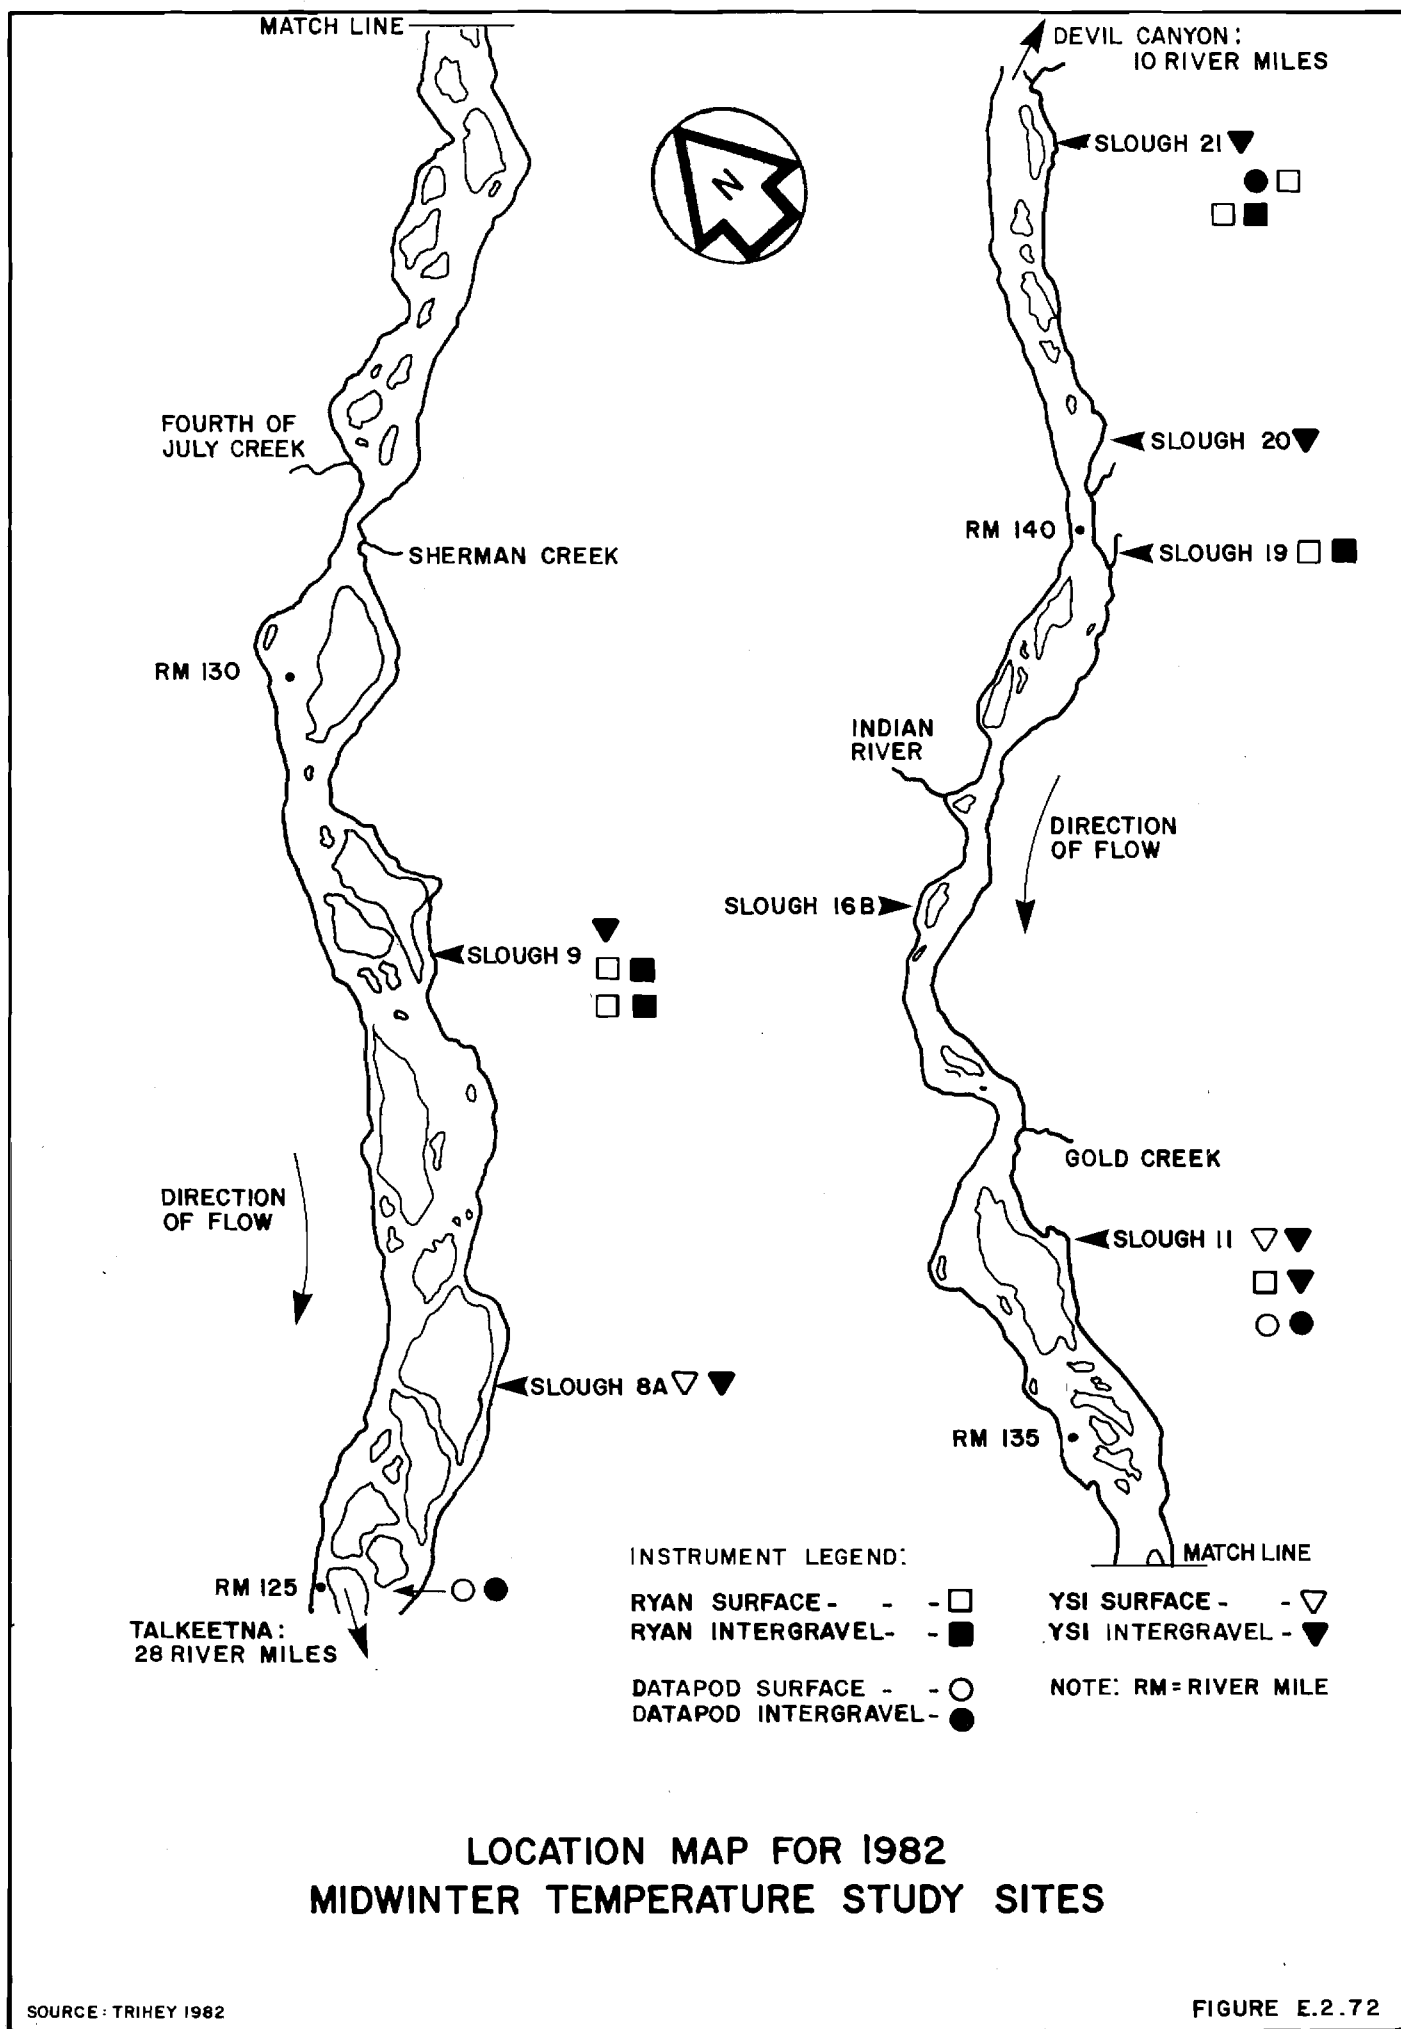 MATCH LINE
DEVIL CANYON:
10 RIVER MILES
SLOUGH 21
N
FOURTH OF
JULY CREEK
SLOUGH 20
RM 140
SHERMAN CREEK
SLOUGH 19
RM 130
INDIAN
RIVER
DIRECTION
OF FLOW
SLOUGH 16B
SLOUGH 9
GOLD CREEK
DIRECTION
OF FLOW
SLOUGH 11
SLOUGH 8A
RM 135
MATCH LINE
RM 125
TALKEETNA:
28 RIVER MILES
INSTRUMENT LEGEND:
RYAN SURFACE - - -
RYAN INTERGRAVEL- -
DATAPOD SURFACE - -
DATAPOD INTERGRAVEL-
YSI SURFACE - -
YSI INTERGRAVEL -
NOTE: RM = RIVER MILE
LOCATION MAP FOR 1982
MIDWINTER TEMPERATURE STUDY SITES
SOURCE: TRIHEY 1982
FIGURE E.2.72